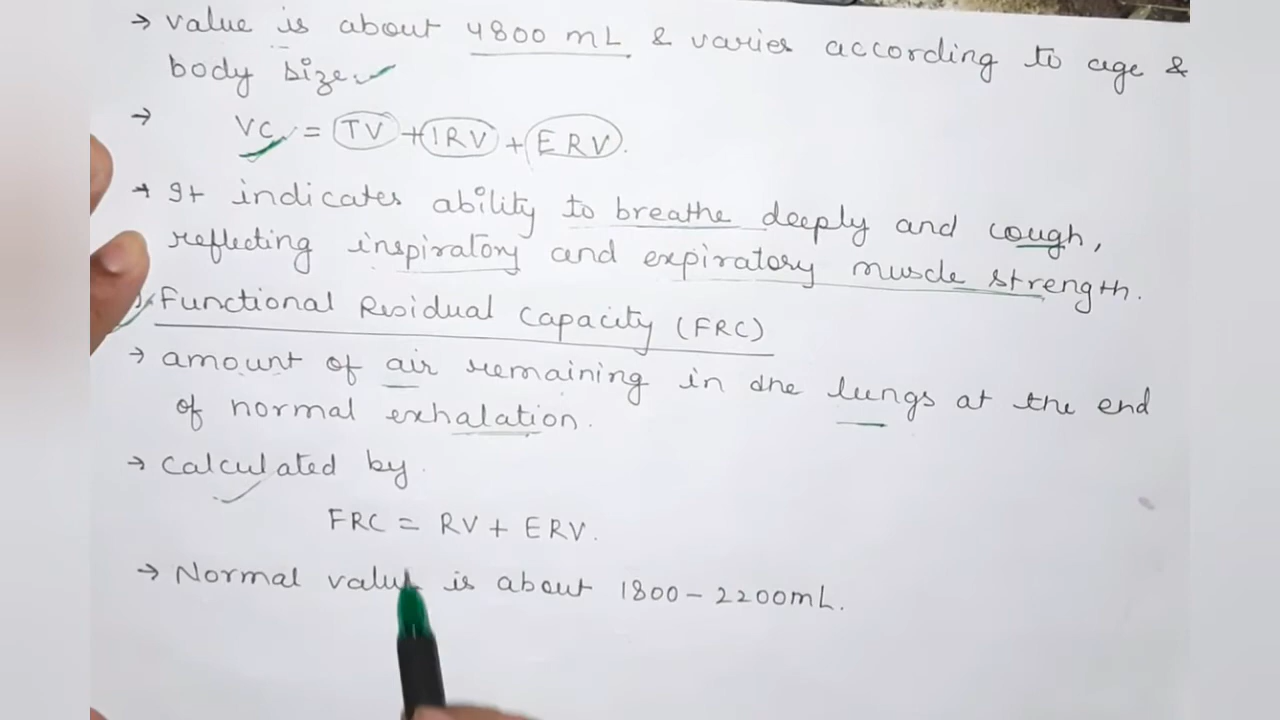 → value is about 4800 mL & varies according to age &
body size.
→ VC = TV + IRV + ERV.
→ It indicates ability to breathe deeply and cough,
reflecting inspiratory and expiratory muscle strength.
Functional Residual Capacity (FRC)
→ amount of air remaining in the lungs at the end
of normal exhalation.
→ calculated by.
FRC = RV + ERV.
→ Normal value is about 1800 - 2200mL.